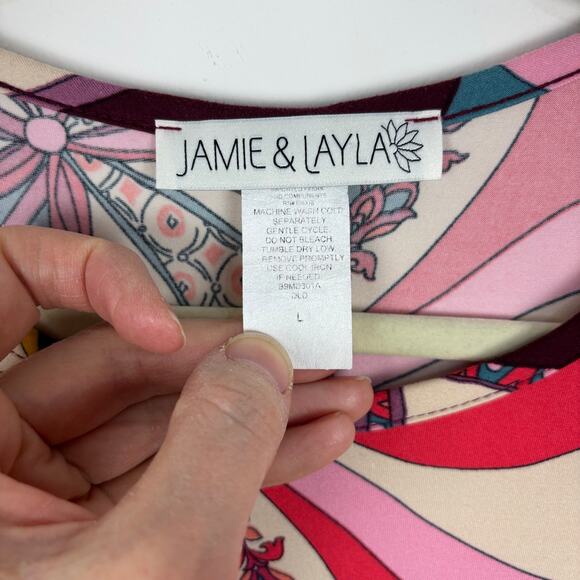 JAMIE & LAYLA
MACHINE WASH COLD
SEPARATELY
GENTLE CYCLE.
DO NOT BLEACH.
TUMBLE DRY LOW.
REMOVE PROMPTLY
USE COOL IRON
IF NEEDED.
DLD
L